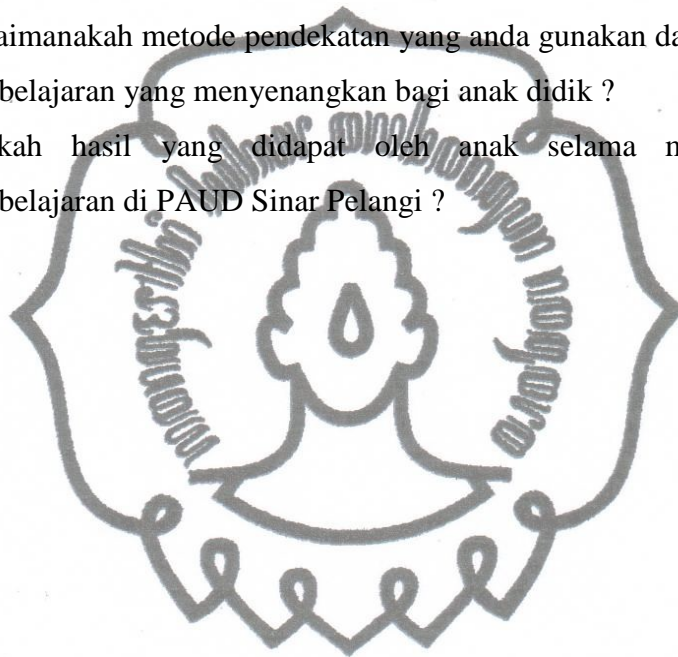 aimanakah metode pendekatan yang anda gunakan da
belajaran yang menyenangkan bagi anak didik ?
kah hasil yang didapat oleh anak selama m
belajaran di PAUD Sinar Pelangi ?